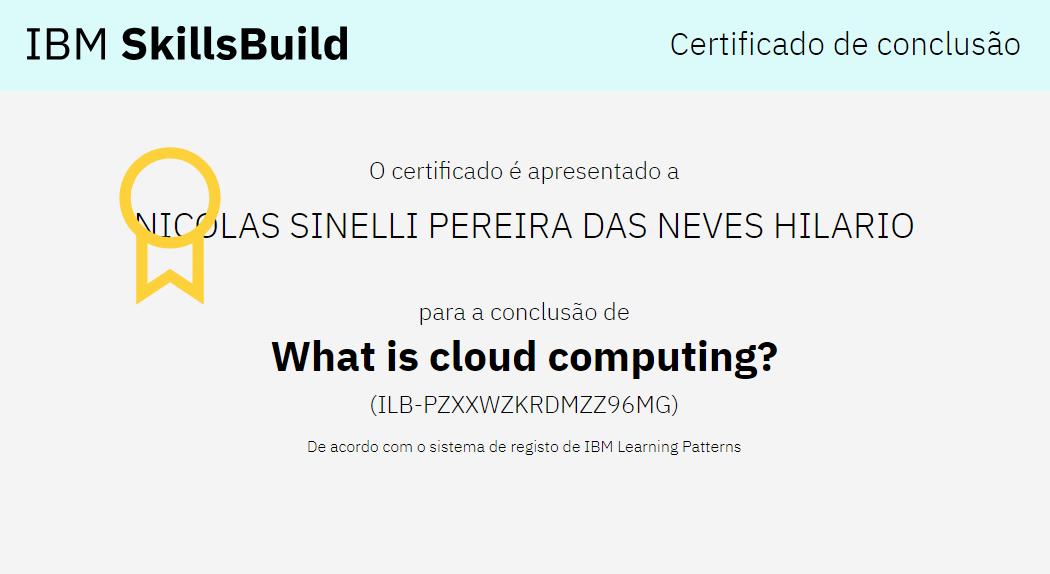 IBM SkillsBuild
Certificado de conclusão
O certificado é apresentado a
NICOLAS SINELLI PEREIRA DAS NEVES HILARIO
para a conclusão de
What is cloud computing?
(ILB-PZXXWZKRDMZZ96MG)
De acordo com o sistema de registo de IBM Learning Patterns